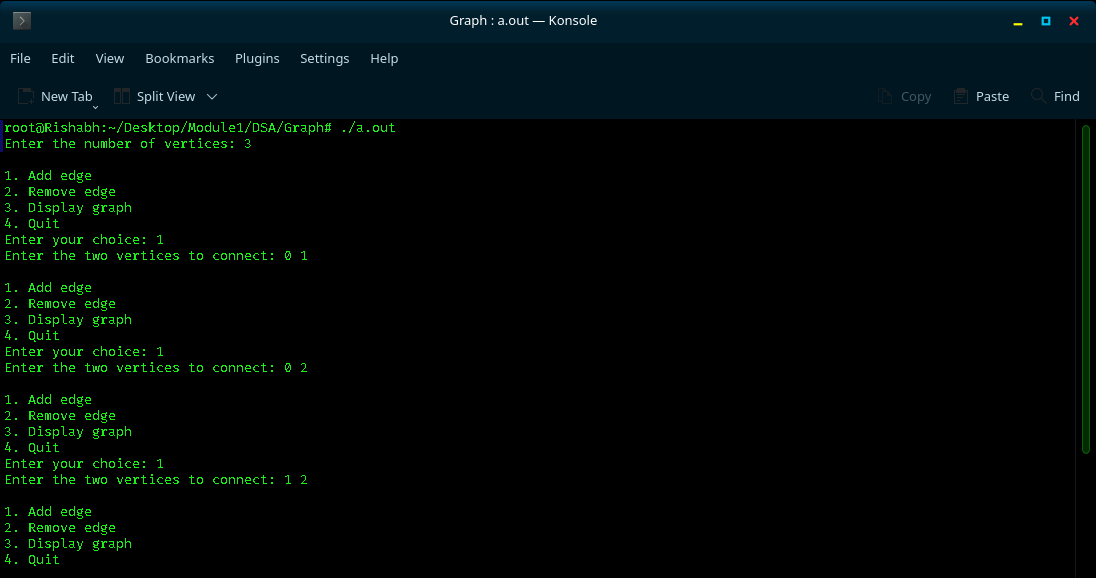 Graph : a.out — Konsole
File Edit View Bookmarks Plugins Settings Help
New Tab Split View Copy Paste Find
root@Rishabh:~/Desktop/Module1/DSA/Graph# ./a.out
Enter the number of vertices: 3

1. Add edge
2. Remove edge
3. Display graph
4. Quit
Enter your choice: 1
Enter the two vertices to connect: 0 1

1. Add edge
2. Remove edge
3. Display graph
4. Quit
Enter your choice: 1
Enter the two vertices to connect: 0 2

1. Add edge
2. Remove edge
3. Display graph
4. Quit
Enter your choice: 1
Enter the two vertices to connect: 1 2

1. Add edge
2. Remove edge
3. Display graph
4. Quit